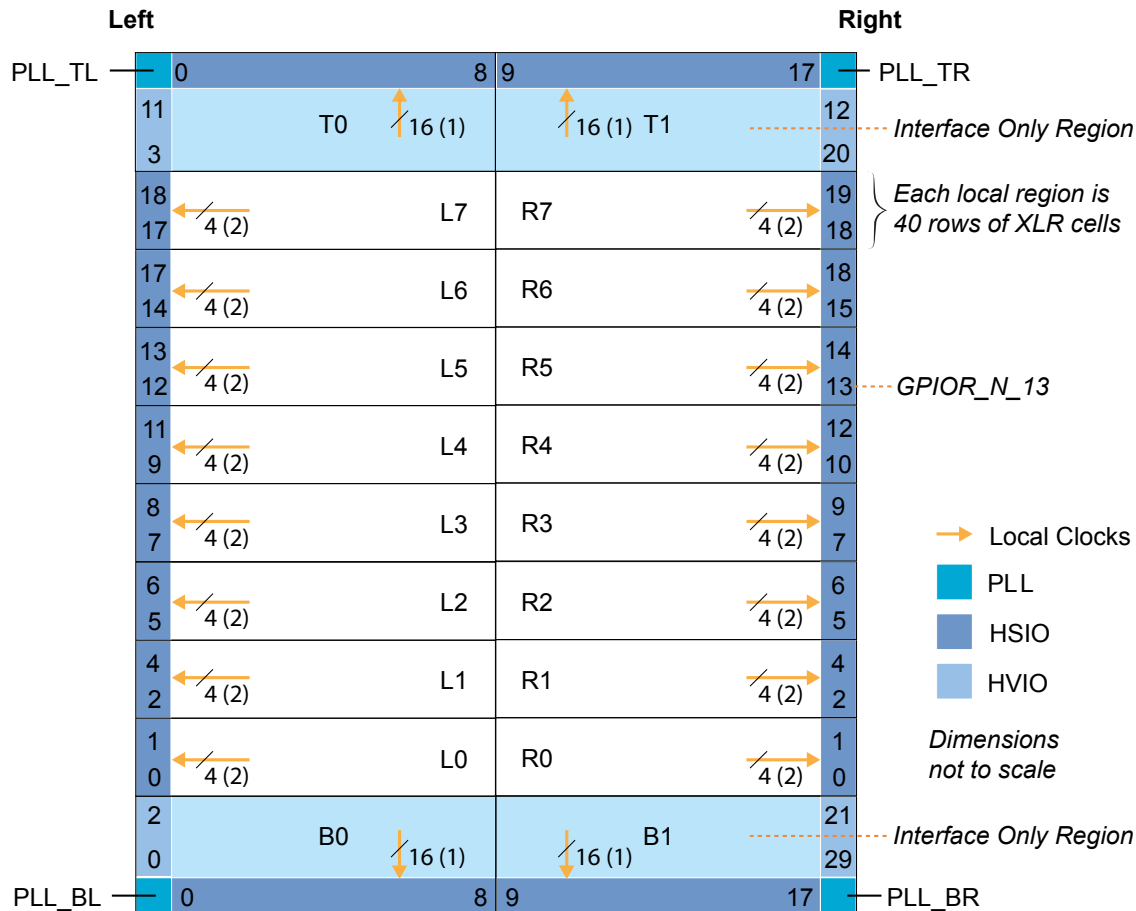 Left
Right
PLL_TL
0
8
9
17
PLL_TR
11
3
T0
16 (1)
16 (1)
T1
12
20
Interface Only Region
18
17
4 (2)
L7
R7
4 (2)
19
18
Each local region is
40 rows of XLR cells
17
14
4 (2)
L6
R6
4 (2)
18
15
13
12
4 (2)
L5
R5
4 (2)
14
13
GPIOR_N_13
11
9
4 (2)
L4
R4
4 (2)
12
10
8
7
4 (2)
L3
R3
4 (2)
9
7
6
5
4 (2)
L2
R2
4 (2)
6
5
4
2
4 (2)
L1
R1
4 (2)
4
2
1
0
4 (2)
L0
R0
4 (2)
1
0
Local Clocks
PLL
HSIO
HVIO
Dimensions
not to scale
2
0
B0
16 (1)
16 (1)
B1
21
29
Interface Only Region
PLL_BL
0
8
9
17
PLL_BR